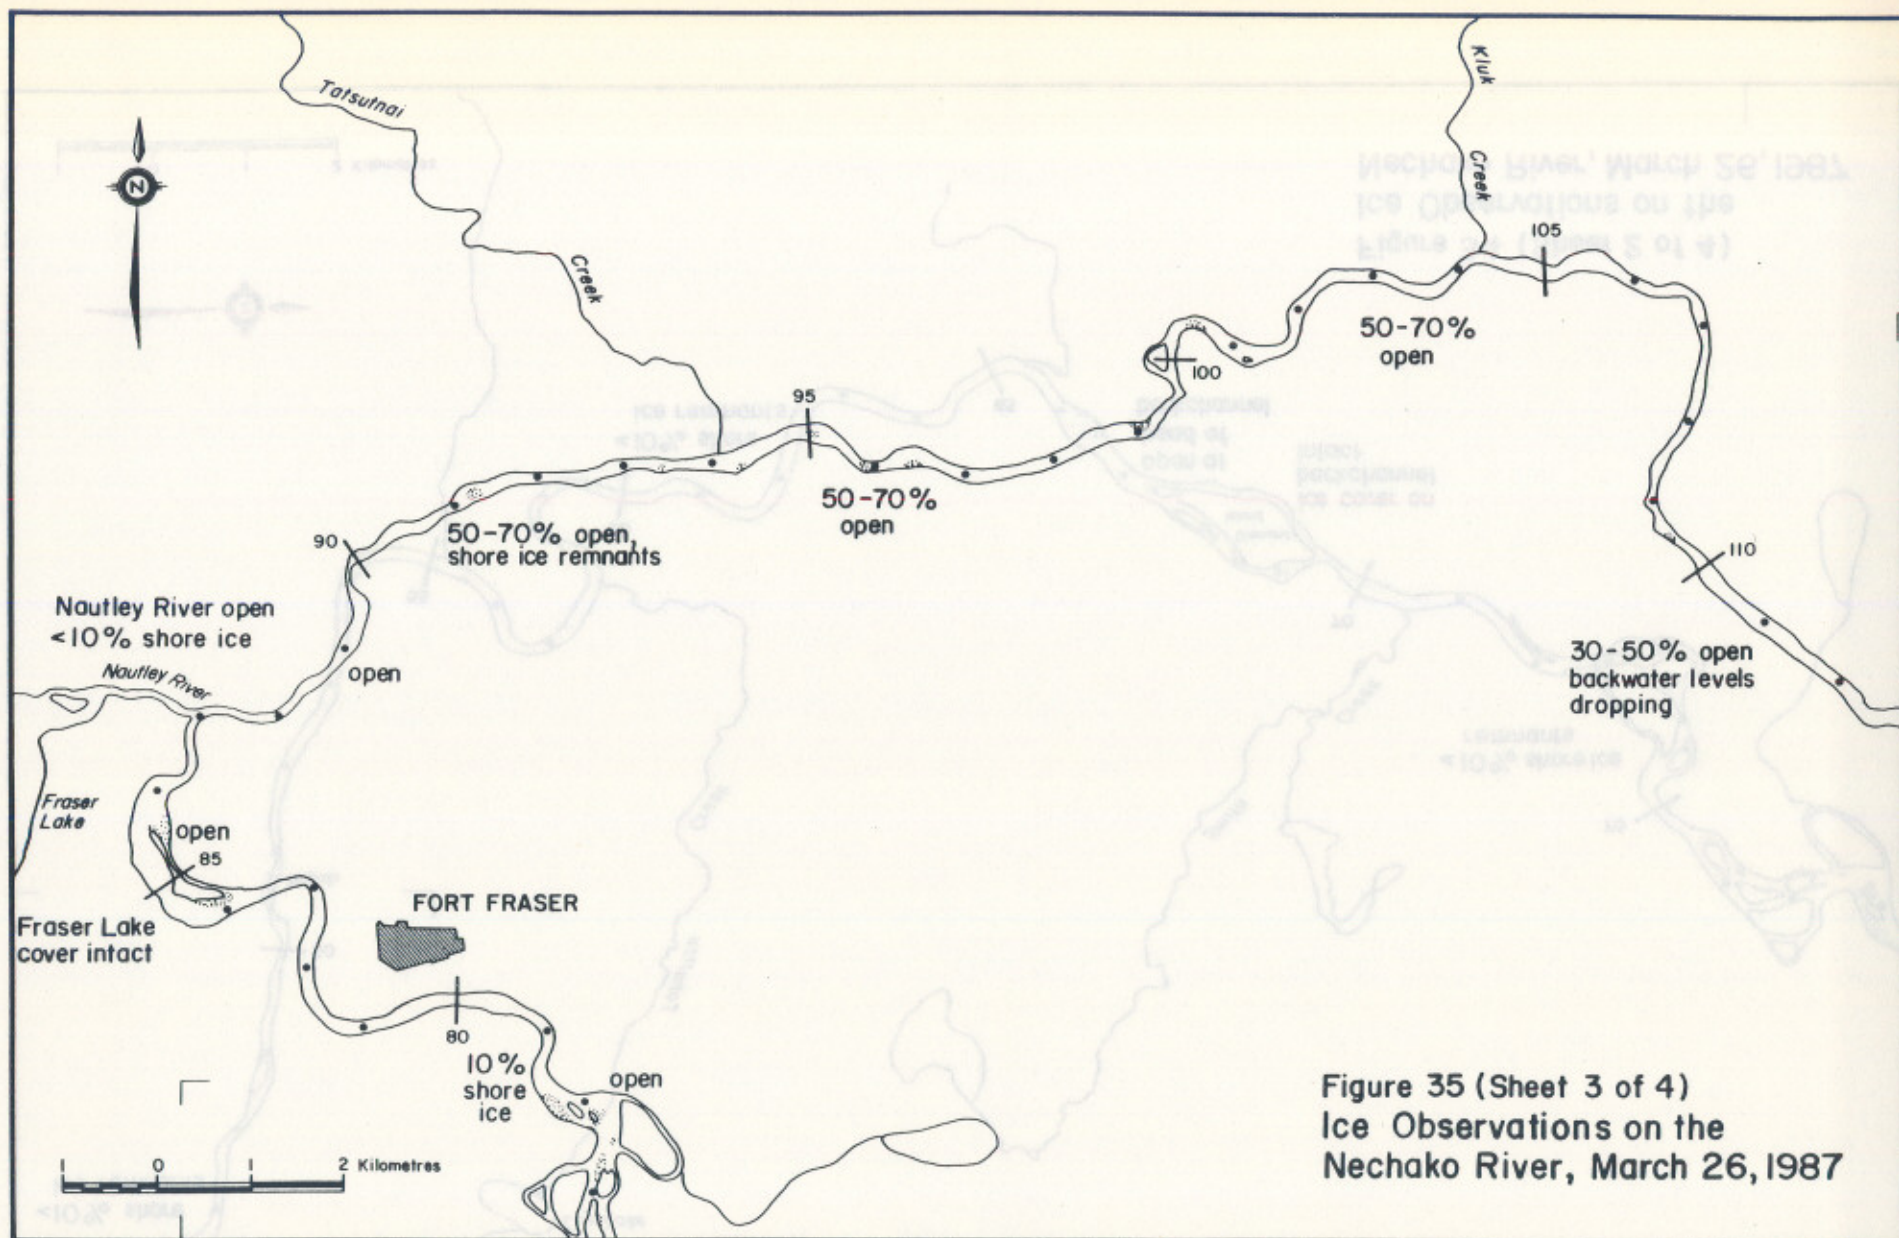 Tatsutnai
Creek
Kluk
Creek
N
105
50-70%
open
100
95
50-70%
open
90
50-70% open,
shore ice remnants
110
Nautley River open
<10% shore ice
Nautley River
open
30-50% open
backwater levels
dropping
Fraser
Lake
open
85
FORT FRASER
Fraser Lake
cover intact
80
10%
shore
ice
open
1 0 1 2 Kilometres
Figure 35 (Sheet 3 of 4)
Ice Observations on the
Nechako River, March 26, 1987